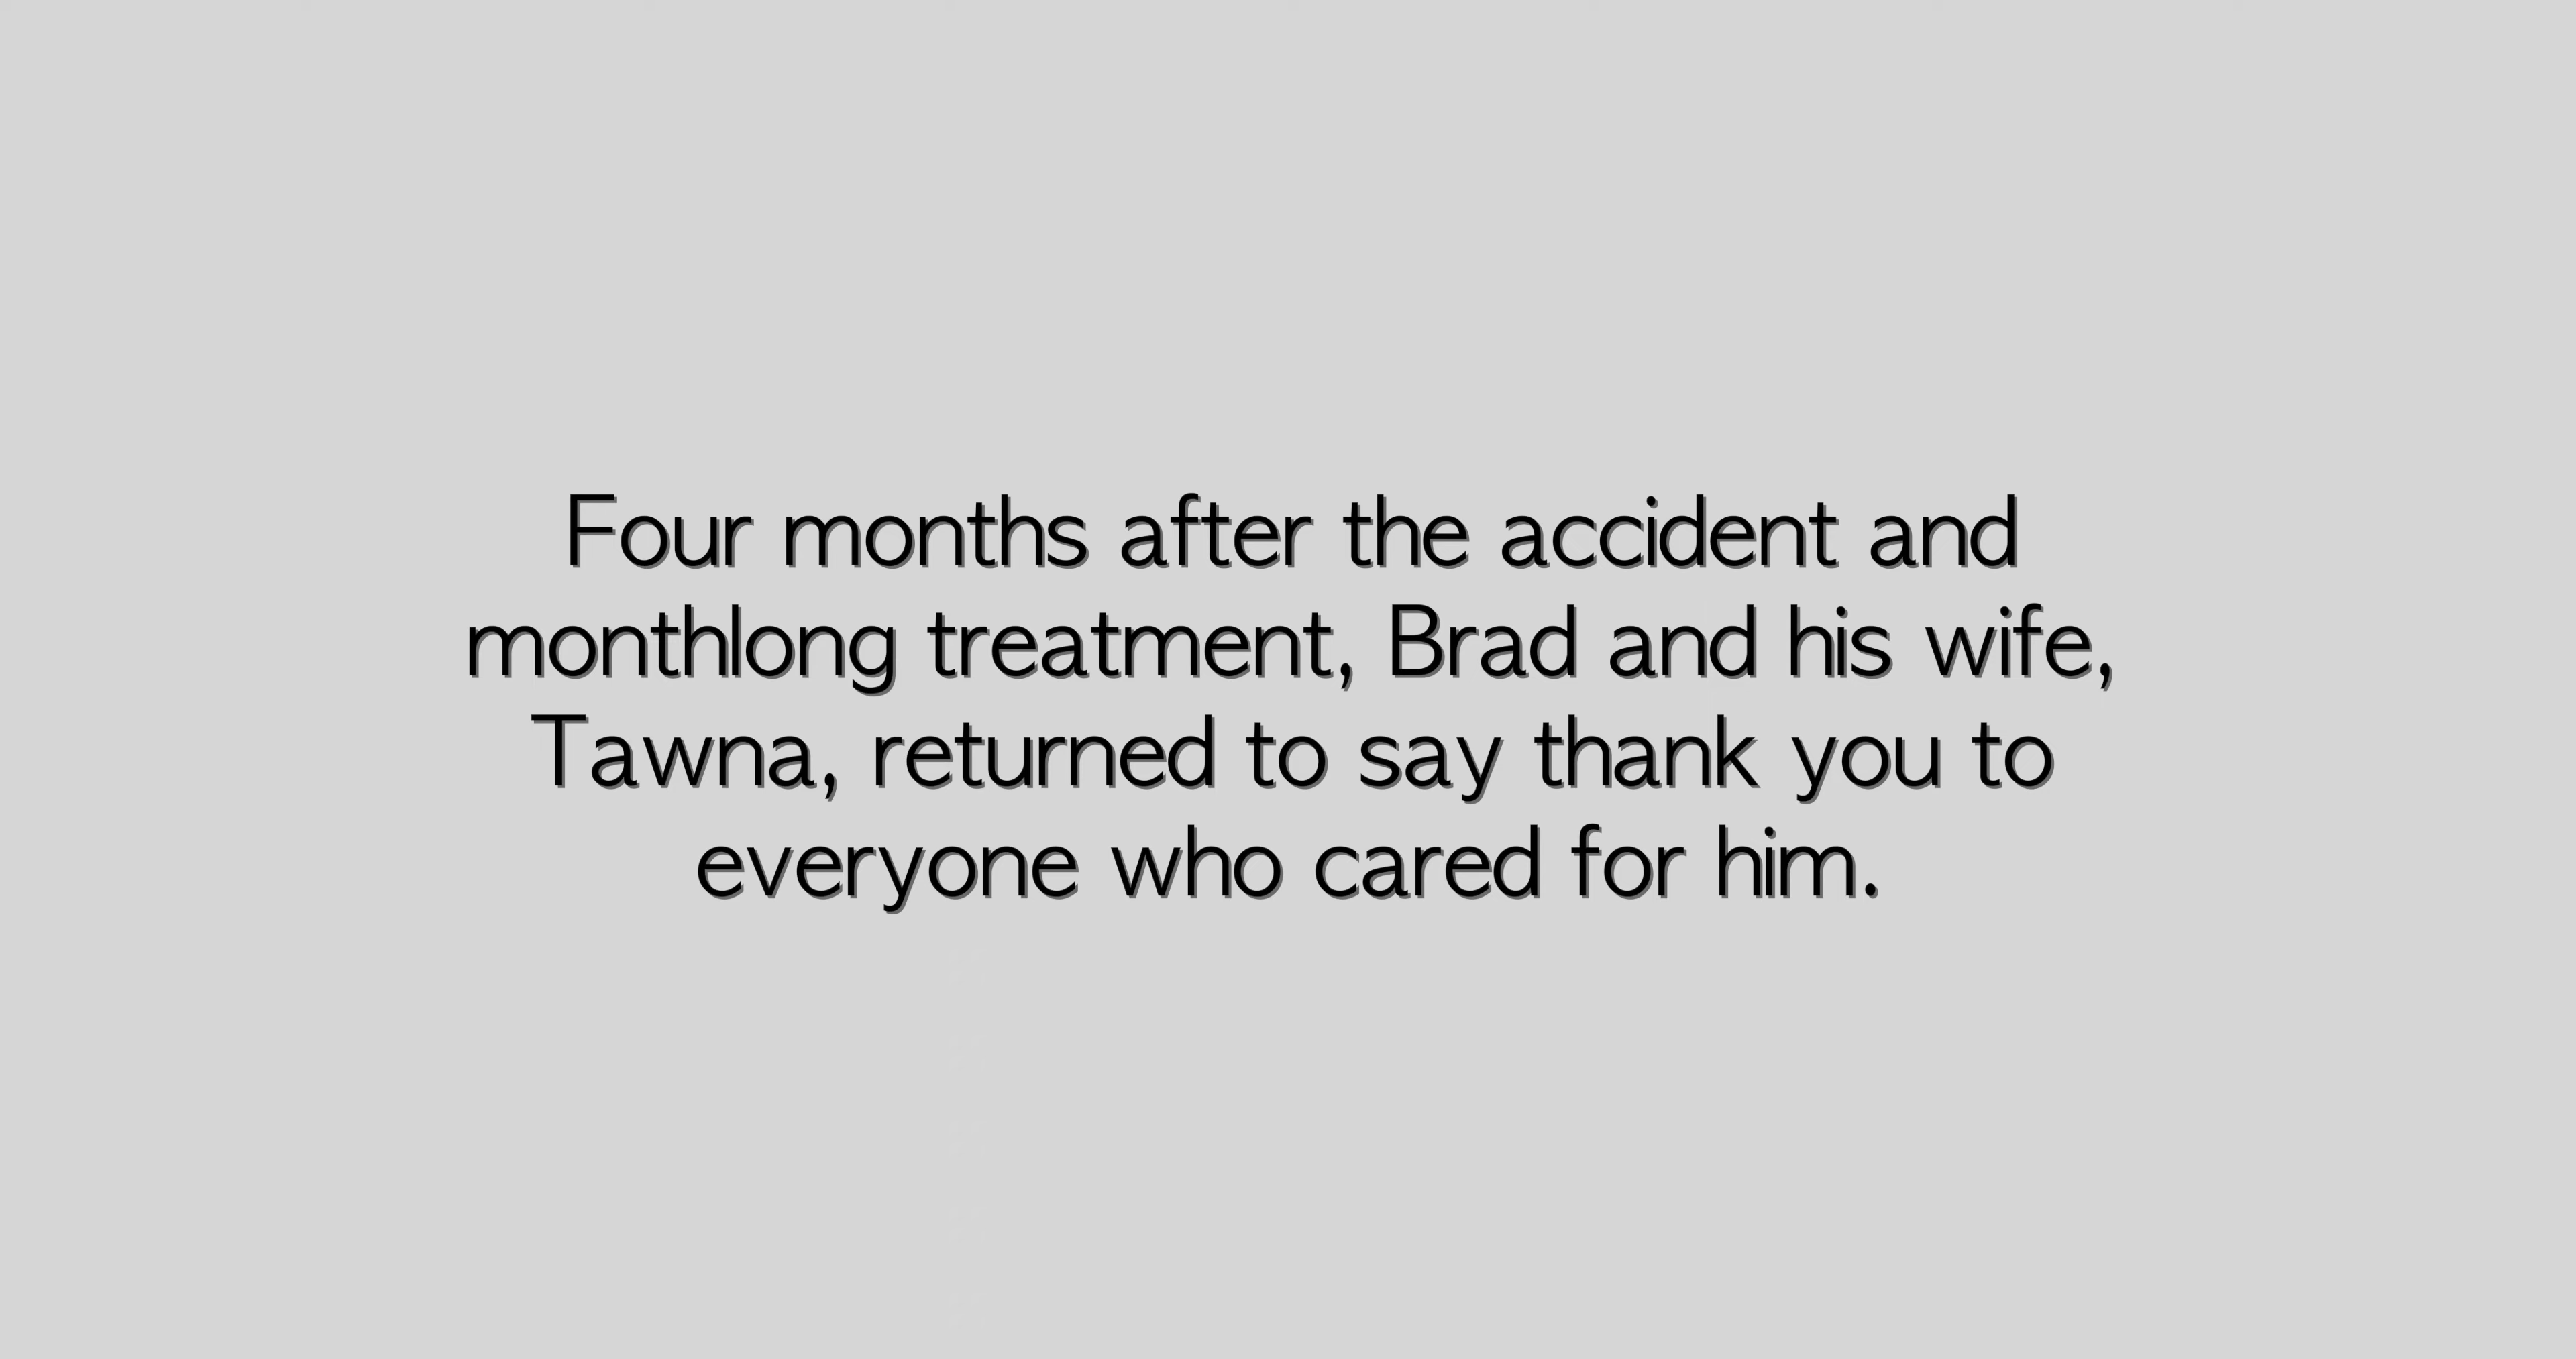 Four months after the accident and
monthlong treatment, Brad and his wife,
Tawna, returned to say thank you to
everyone who cared for him.